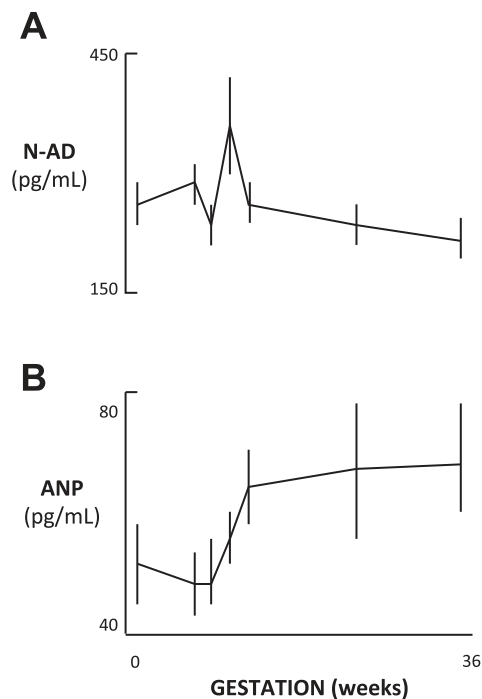 A
450
N-AD
(pg/mL)
150
B
80
ANP
(pg/mL)
40
0
36
GESTATION (weeks)